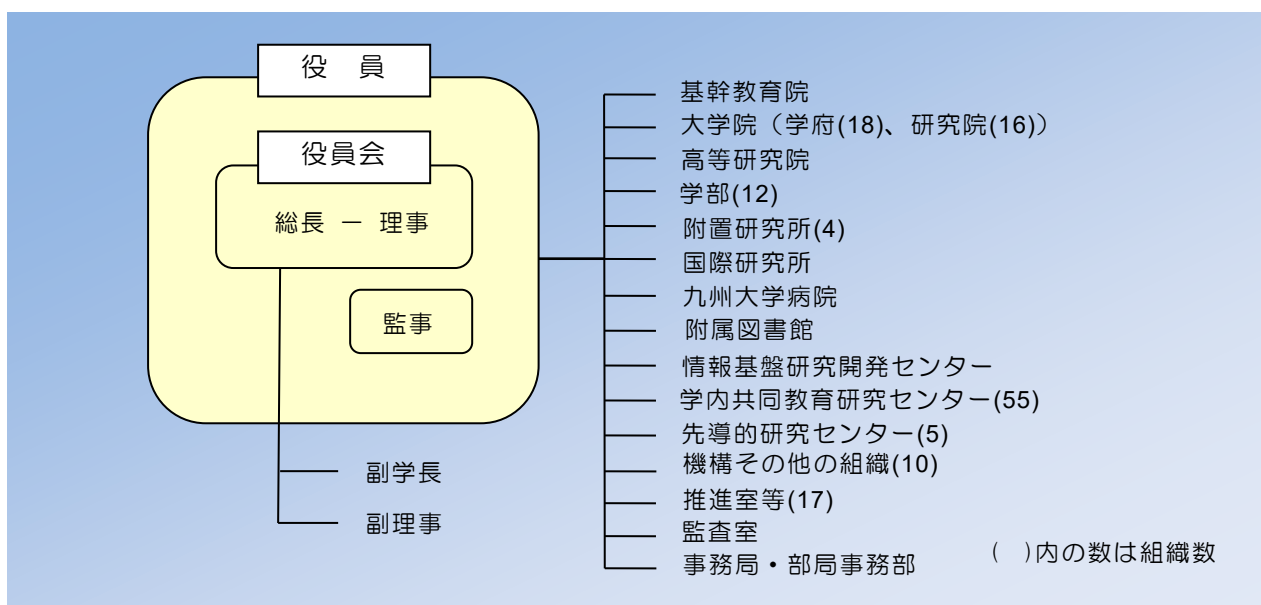 役　員
役員会
総長 ー 理事
監事
副学長
副理事
基幹教育院
大学院（学府(18)、研究院(16)）
高等研究院
学部(12)
附置研究所(4)
国際研究所
九州大学病院
附属図書館
情報基盤研究開発センター
学内共同教育研究センター(55)
先導的研究センター(5)
機構その他の組織(10)
推進室等(17)
監査室
事務局・部局事務部
(　)内の数は組織数